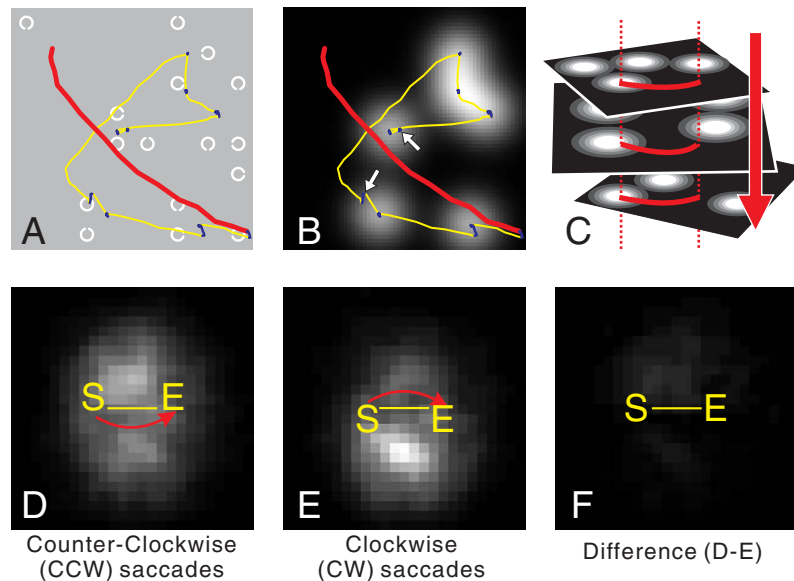 A
B
C
S E
D
S E
E
S E
F
Counter-Clockwise
(CCW) saccades
Clockwise
(CW) saccades
Difference (D-E)